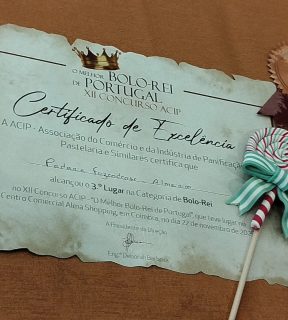 O MELHOR BOLO-REI
DE PORTUGAL
XII CONCURSO ACIP
Certificado de Excelência
A ACIP - Associação do Comércio e da Indústria de Panificação,
Pastelaria e Similares certifica que
alcançou o 3.º Lugar na Categoria de Bolo-Rei
no XII Concurso ACIP - "O Melhor Bolo-Rei de Portugal", que teve lugar no
Centro Comercial Alma Shopping, em Coimbra, no dia 22 de novembro de
A Presidente da Direção